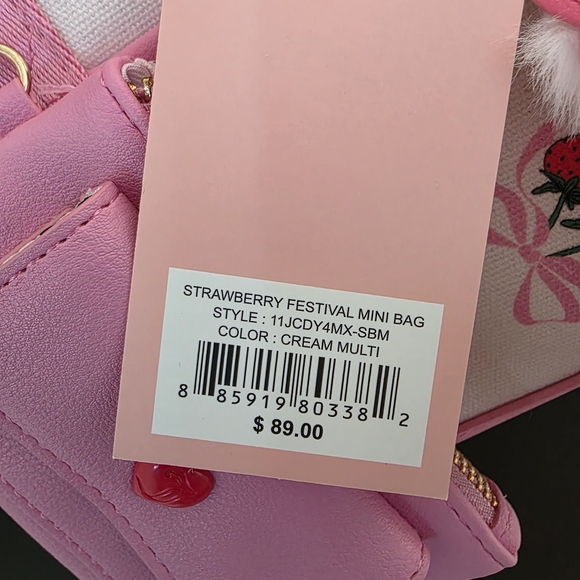 STRAWBERRY FESTIVAL MINI BAG
STYLE : 11JCDY4MX-SBM
COLOR : CREAM MULTI
8 85919 80338 2
$ 89.00